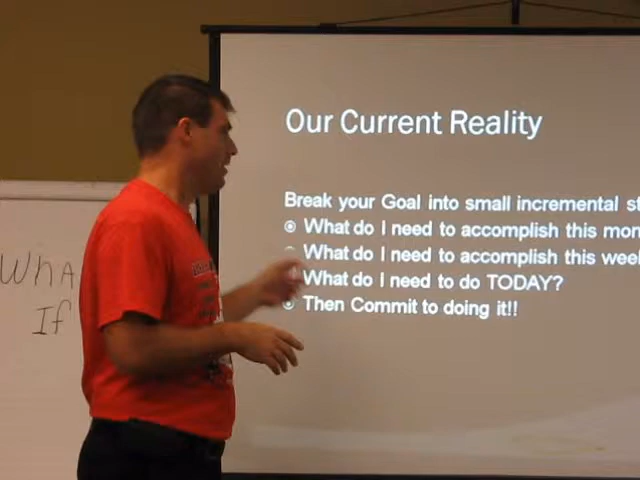 Our Current Reality
Break your Goal into small incremental
What do I need to accomplish this
What do I need to accomplish this
What do I need to do TODAY?
Then Commit to doing it!!
WhA
If